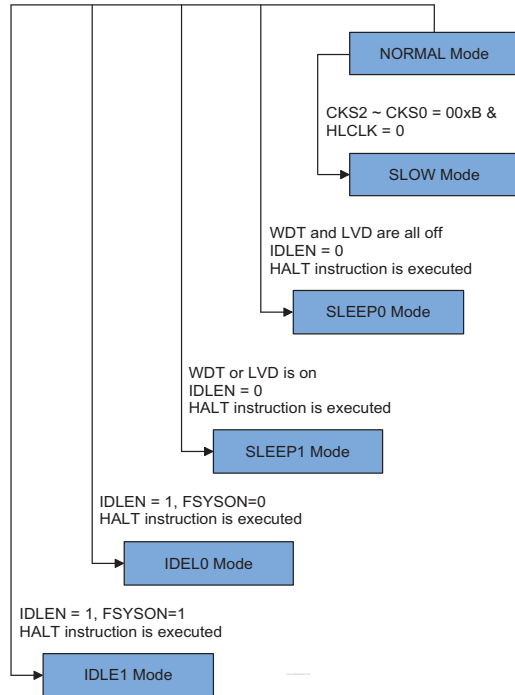 NORMAL Mode
CKS2 ~ CKS0 = 00xB &
HLCLK = 0
SLOW Mode
WDT and LVD are all off
IDLEN = 0
HALT instruction is executed
SLEEP0 Mode
WDT or LVD is on
IDLEN = 0
HALT instruction is executed
SLEEP1 Mode
IDLEN = 1, FSYSON=0
HALT instruction is executed
IDEL0 Mode
IDLEN = 1, FSYSON=1
HALT instruction is executed
IDLE1 Mode